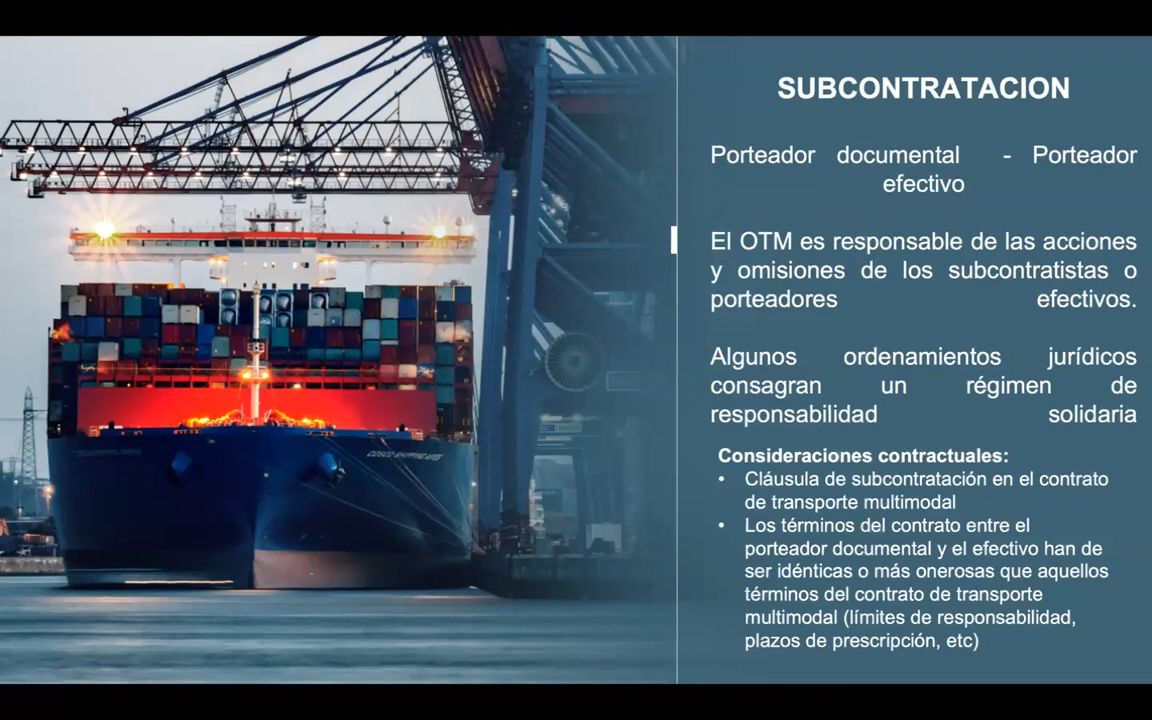 SUBCONTRATACION
Porteador documental - Porteador
efectivo
El OTM es responsable de las acciones
y omisiones de los subcontratistas o
porteadores efectivos.
Algunos ordenamientos jurídicos
consagran un régimen de
responsabilidad solidaria
Consideraciones contractuales:
• Cláusula de subcontratación en el contrato
de transporte multimodal
• Los términos del contrato entre el
porteador documental y el efectivo han de
ser idénticas o más onerosas que aquellos
términos del contrato de transporte
multimodal (límites de responsabilidad,
plazos de prescripción, etc)
COSCO SHIPPING